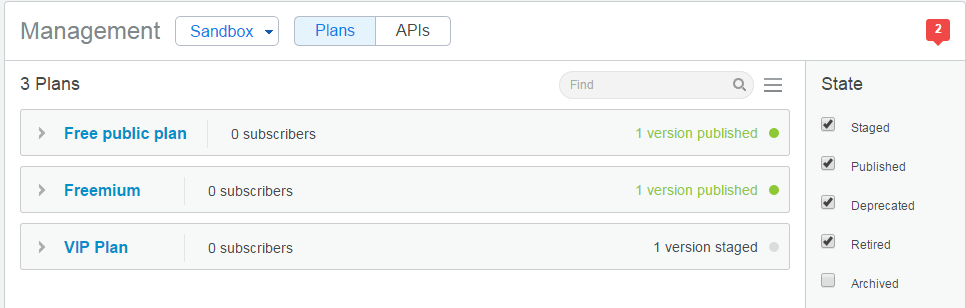 Management Sandbox Plans APIs 2
3 Plans Find
Free public plan 0 subscribers 1 version published
Freemium 0 subscribers 1 version published
VIP Plan 0 subscribers 1 version staged
State
Staged
Published
Deprecated
Retired
Archived